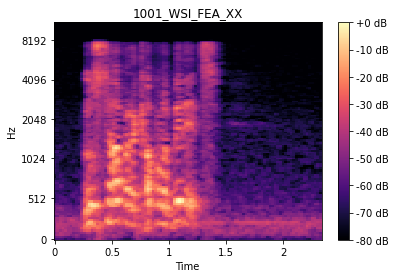 1001_WSI_FEA_XX
8192
4096
2048
1024
512
0
Hz
0
0.5
1
1.5
2
Time
+0 dB
-10 dB
-20 dB
-30 dB
-40 dB
-50 dB
-60 dB
-70 dB
-80 dB